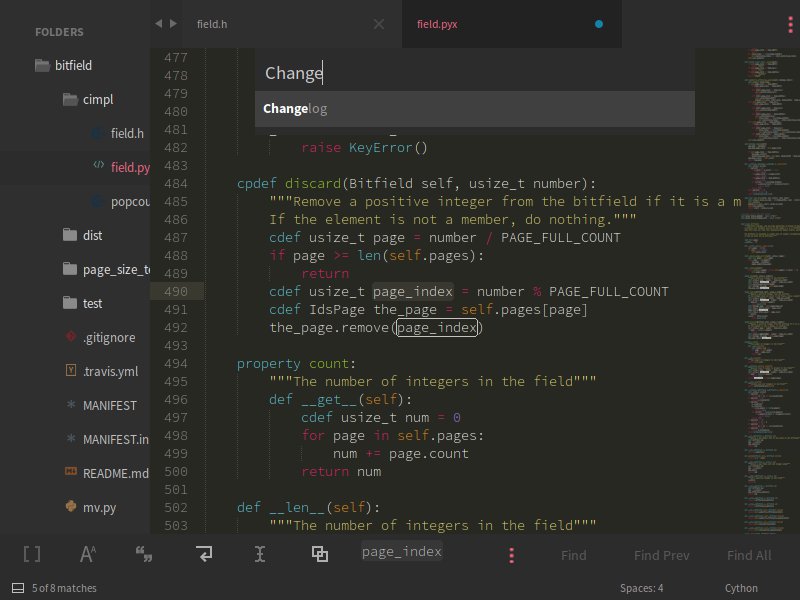 FOLDERS
bitfield
cimpl
field.h
field.py
popcou
dist
page_size_t
test
.gitignore
.travis.yml
MANIFEST
MANIFEST.in
README.md
mv.py
field.h
field.pyx
Change
Changelog
477
478
479
480
481
482 raise KeyError()
483
484 cpdef discard(Bitfield self, usize_t number):
485 """Remove a positive integer from the bitfield if it is a m
486 If the element is not a member, do nothing."""
487 cdef usize_t page = number / PAGE_FULL_COUNT
488 if page >= len(self.pages):
489 return
490 cdef usize_t page_index = number % PAGE_FULL_COUNT
491 cdef IdsPage the_page = self.pages[page]
492 the_page.remove(page_index)
493
494 property count:
495 """The number of integers in the field"""
496 def __get__(self):
497 cdef usize_t num = 0
498 for page in self.pages:
499 num += page.count
500 return num
501
502 def __len__(self):
503 """The number of integers in the field"""
page_index
Find
Find Prev
Find All
5 of 8 matches
Spaces: 4
Cython